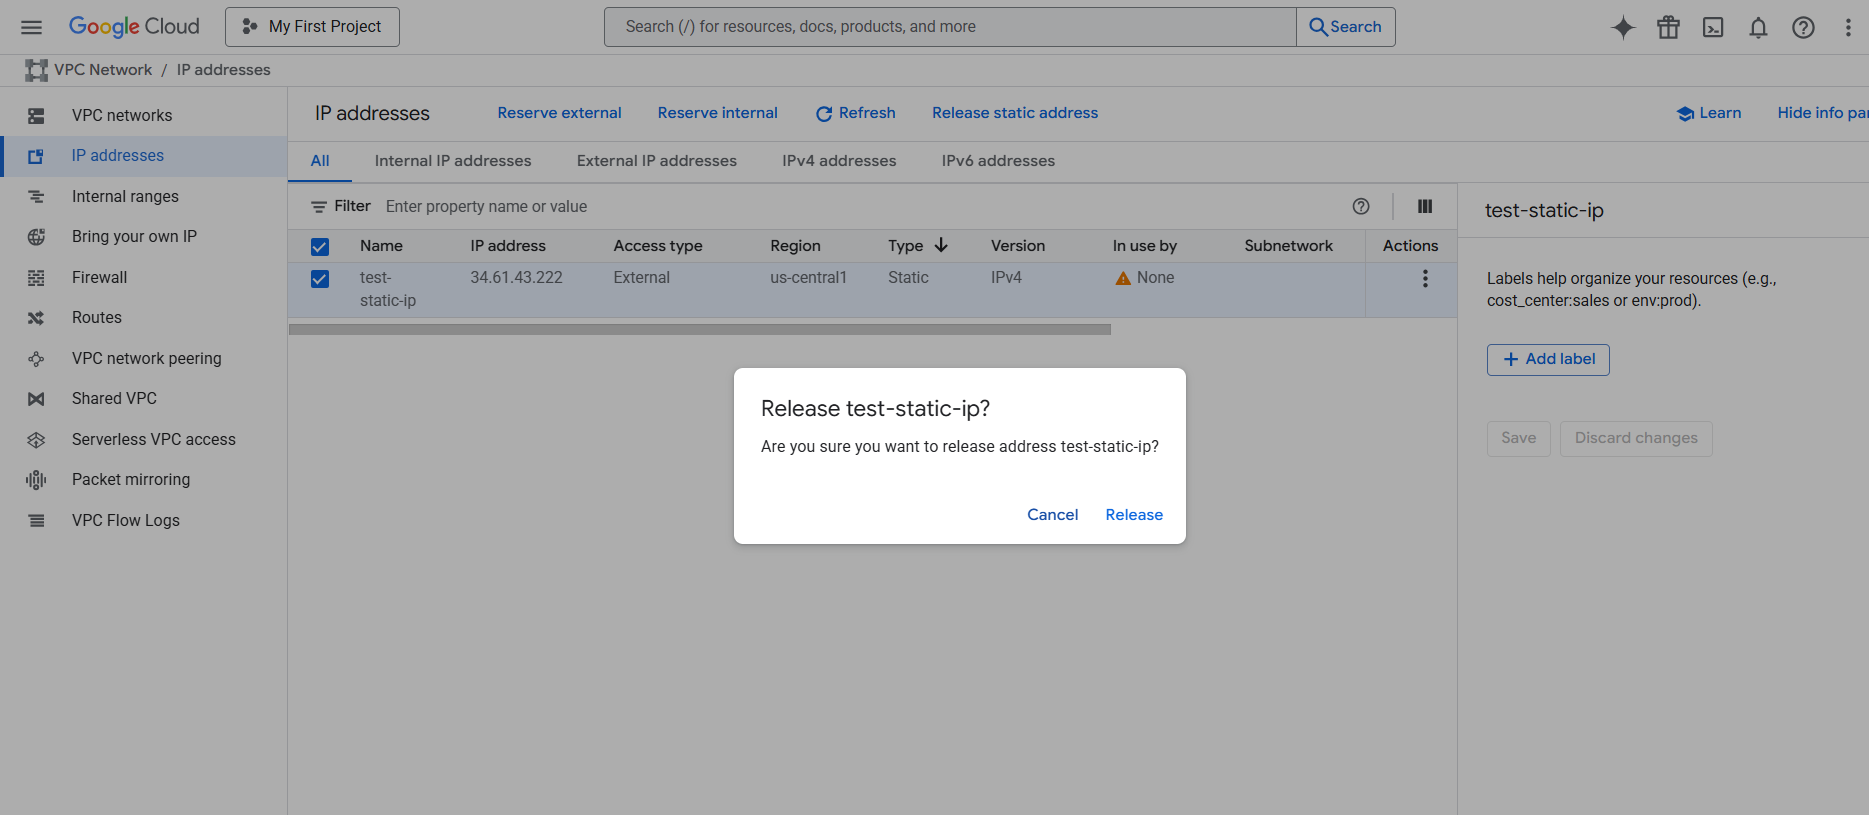 Google Cloud
My First Project
Search (/) for resources, docs, products, and more
Search
VPC Network / IP addresses
VPC networks
IP addresses
Internal ranges
Bring your own IP
Firewall
Routes
VPC network peering
Shared VPC
Serverless VPC access
Packet mirroring
VPC Flow Logs
IP addresses
Reserve external
Reserve internal
Refresh
Release static address
Learn
Hide info pan
All
Internal IP addresses
External IP addresses
IPv4 addresses
IPv6 addresses
Filter
Enter property name or value
Name
IP address
Access type
Region
Type
Version
In use by
Subnetwork
Actions
test-
static-ip
34.61.43.222
External
us-central1
Static
IPv4
None
test-static-ip
Labels help organize your resources (e.g.,
cost_center:sales or env:prod).
Add label
Save
Discard changes
Release test-static-ip?
Are you sure you want to release address test-static-ip?
Cancel
Release